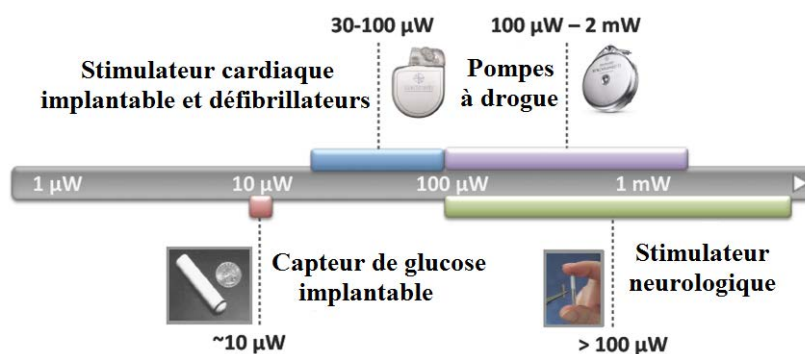 30-100 µW
100 µW – 2 mW
Stimulateur cardiaque
implantable et défibrillateurs
Pompes
à drogue
1 µW
10 µW
100 µW
1 mW
Capteur de glucose
implantable
Stimulateur
neurologique
~10 µW
> 100 µW